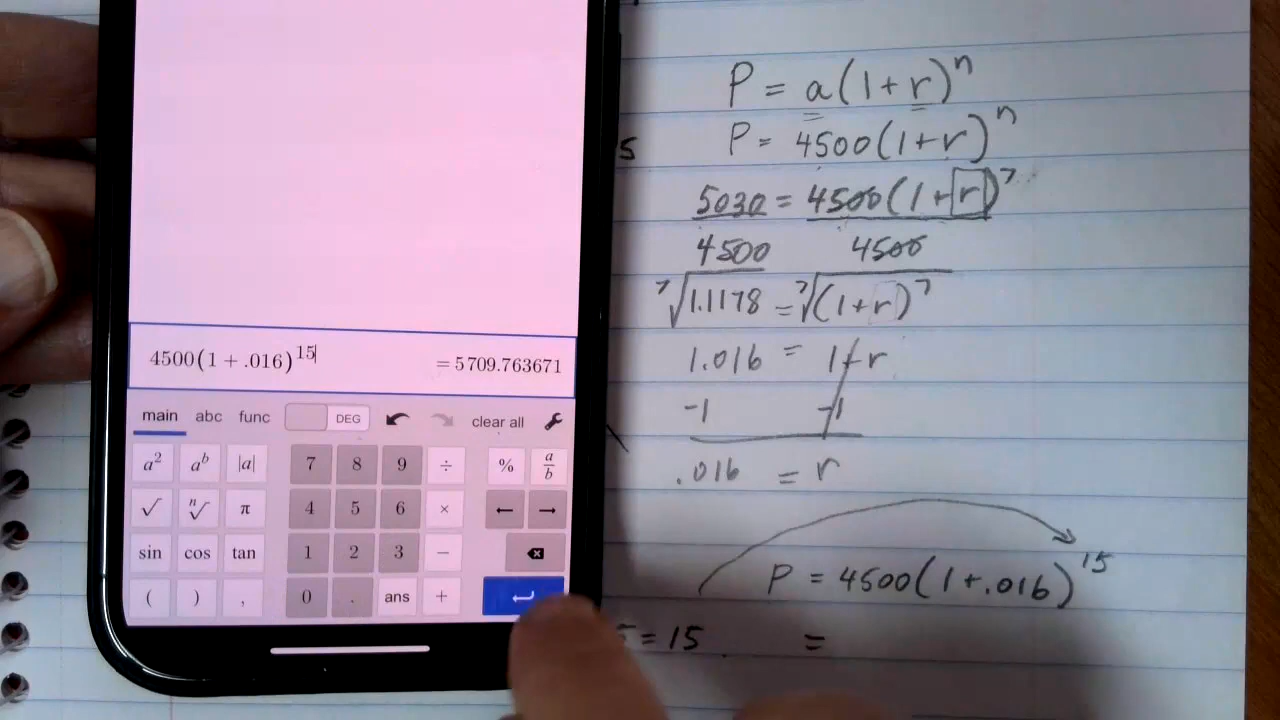 4500(1+.016)^15 =5709.763671
main abc func DEG clear all
a² a^b |a| 7 8 9 ÷ % a/b
√ ⁿ√ π 4 5 6 × ← →
sin cos tan 1 2 3 −
( ) , 0 . ans +
P = a(1+r)^n
P = 4500(1+r)^n
5
5030 = 4500(1+r)^7
4500 4500
⁷√1.1178 = ⁷√(1+r)^7
1.016 = 1+r
-1 -1
.016 = r
P = 4500(1+.016)^15
5 = 15 =